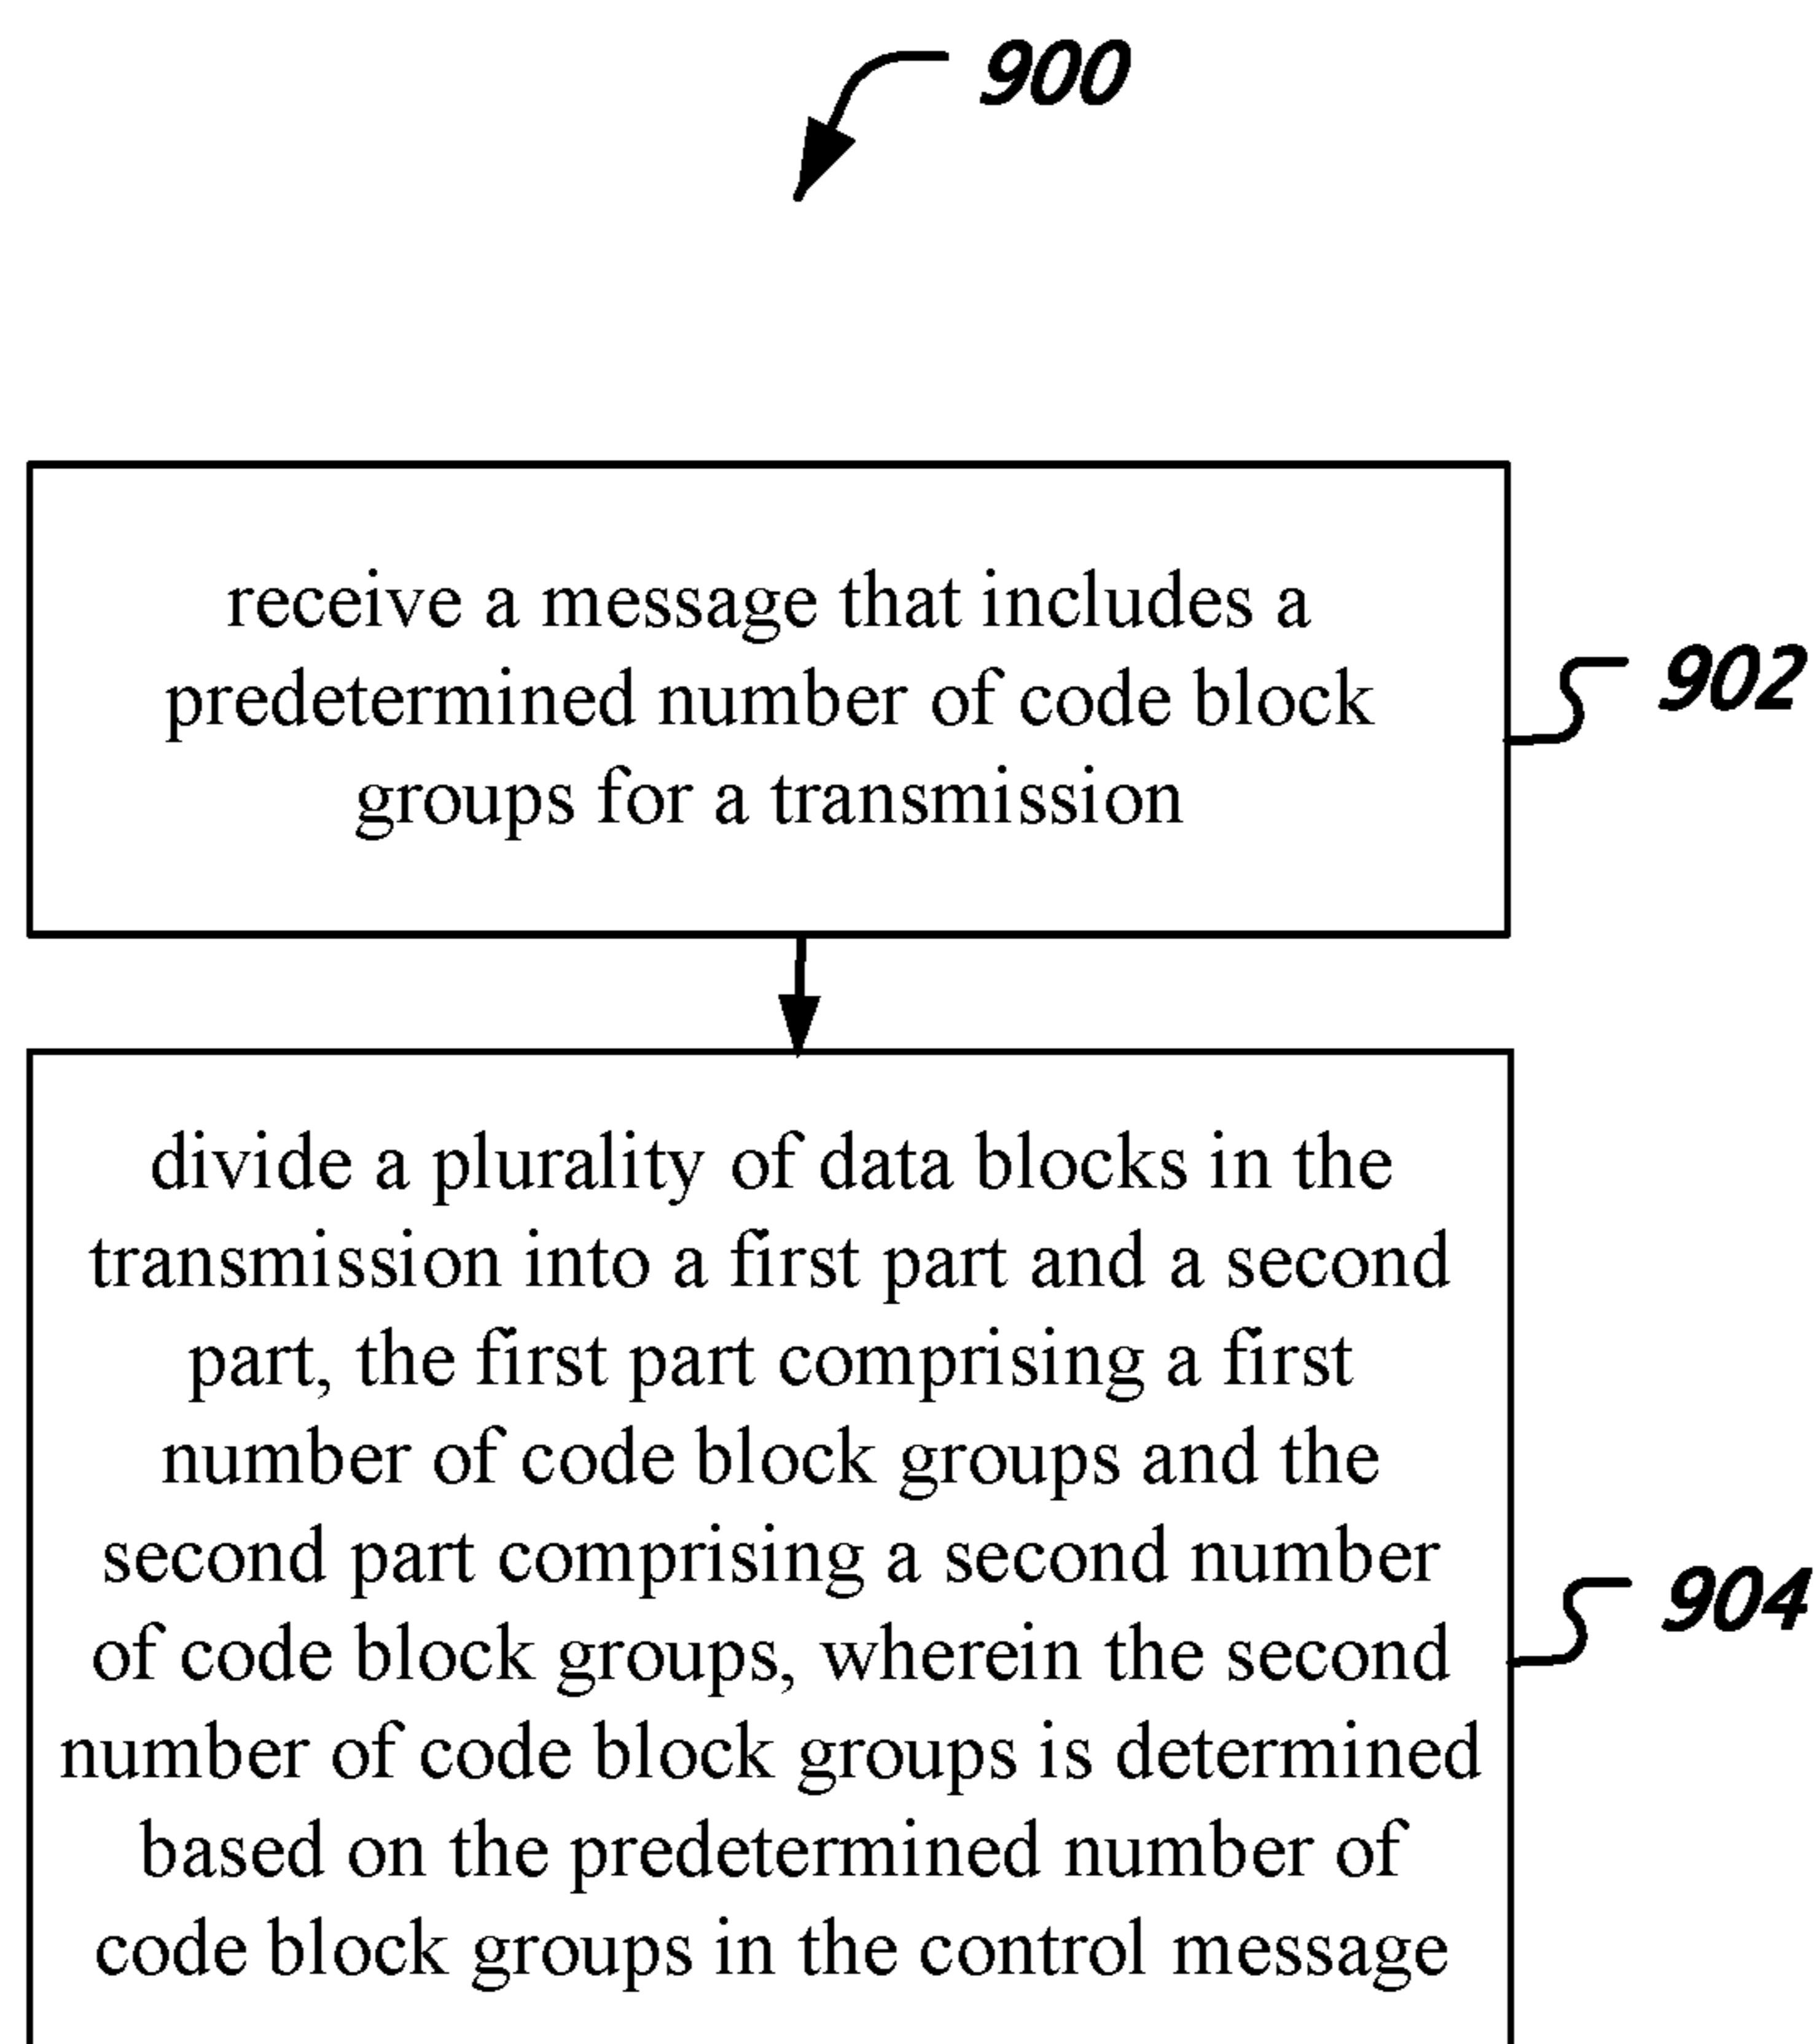 900
receive a message that includes a
predetermined number of code block
groups for a transmission
902
divide a plurality of data blocks in the
transmission into a first part and a second
part, the first part comprising a first
number of code block groups and the
second part comprising a second number
of code block groups, wherein the second
number of code block groups is determined
based on the predetermined number of
code block groups in the control message
904